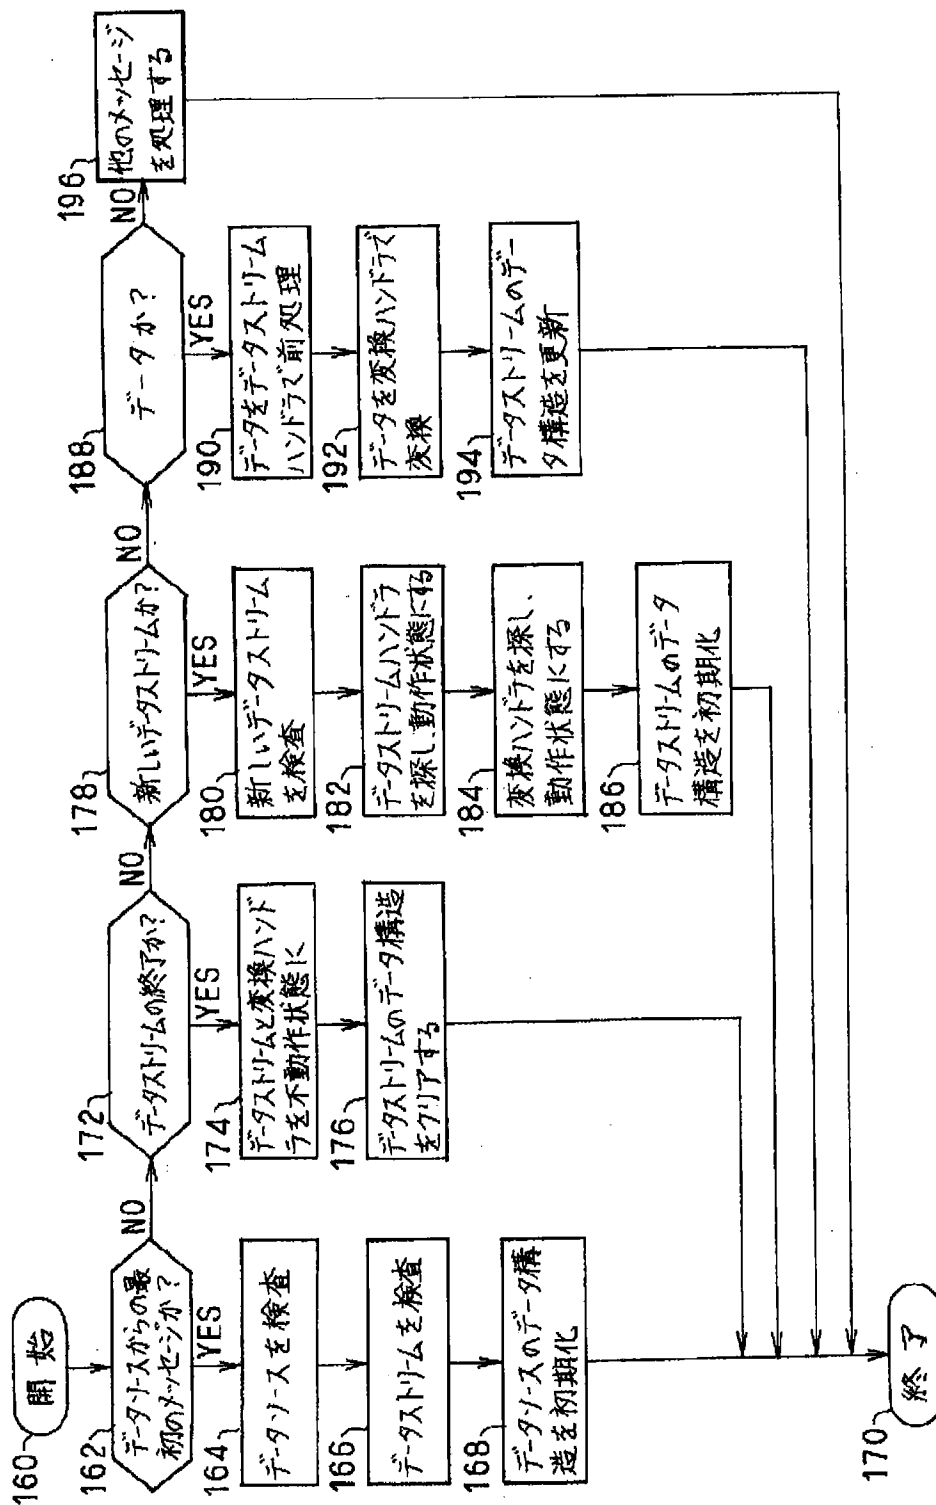 160
開始
162
データソースからの最
初のメッセージか?
NO
YES
164
データソースを検査
166
データストリームを検査
168
データソースのデータ構
造を初期化
170
終了
172
データストリームの終了か?
NO
YES
174
データストリームと変換ハンド
ラを不動作状態に
176
データストリームのデータ構造
をクリアする
178
新しいデータストリームか?
NO
YES
180
新しいデータストリーム
を検査
182
データストリームハンドラ
を探し、動作状態にする
184
変換ハンドラを探し、
動作状態にする
186
データストリームのデータ
構造を初期化
188
データか?
NO
YES
190
データをデータストリーム
ハンドラで前処理
192
データを変換ハンドラで
変換
194
データストリームのデー
タ構造を更新
196
他のメッセージ
を処理する